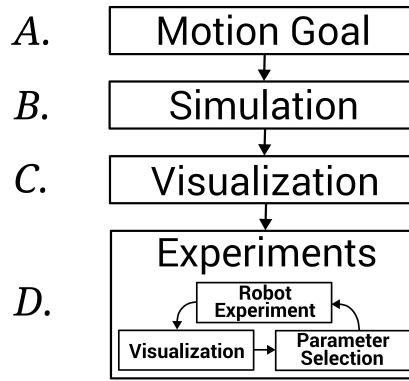 A. Motion Goal
B. Simulation
C. Visualization
Experiments
D.
Robot
Experiment
Visualization
Parameter
Selection